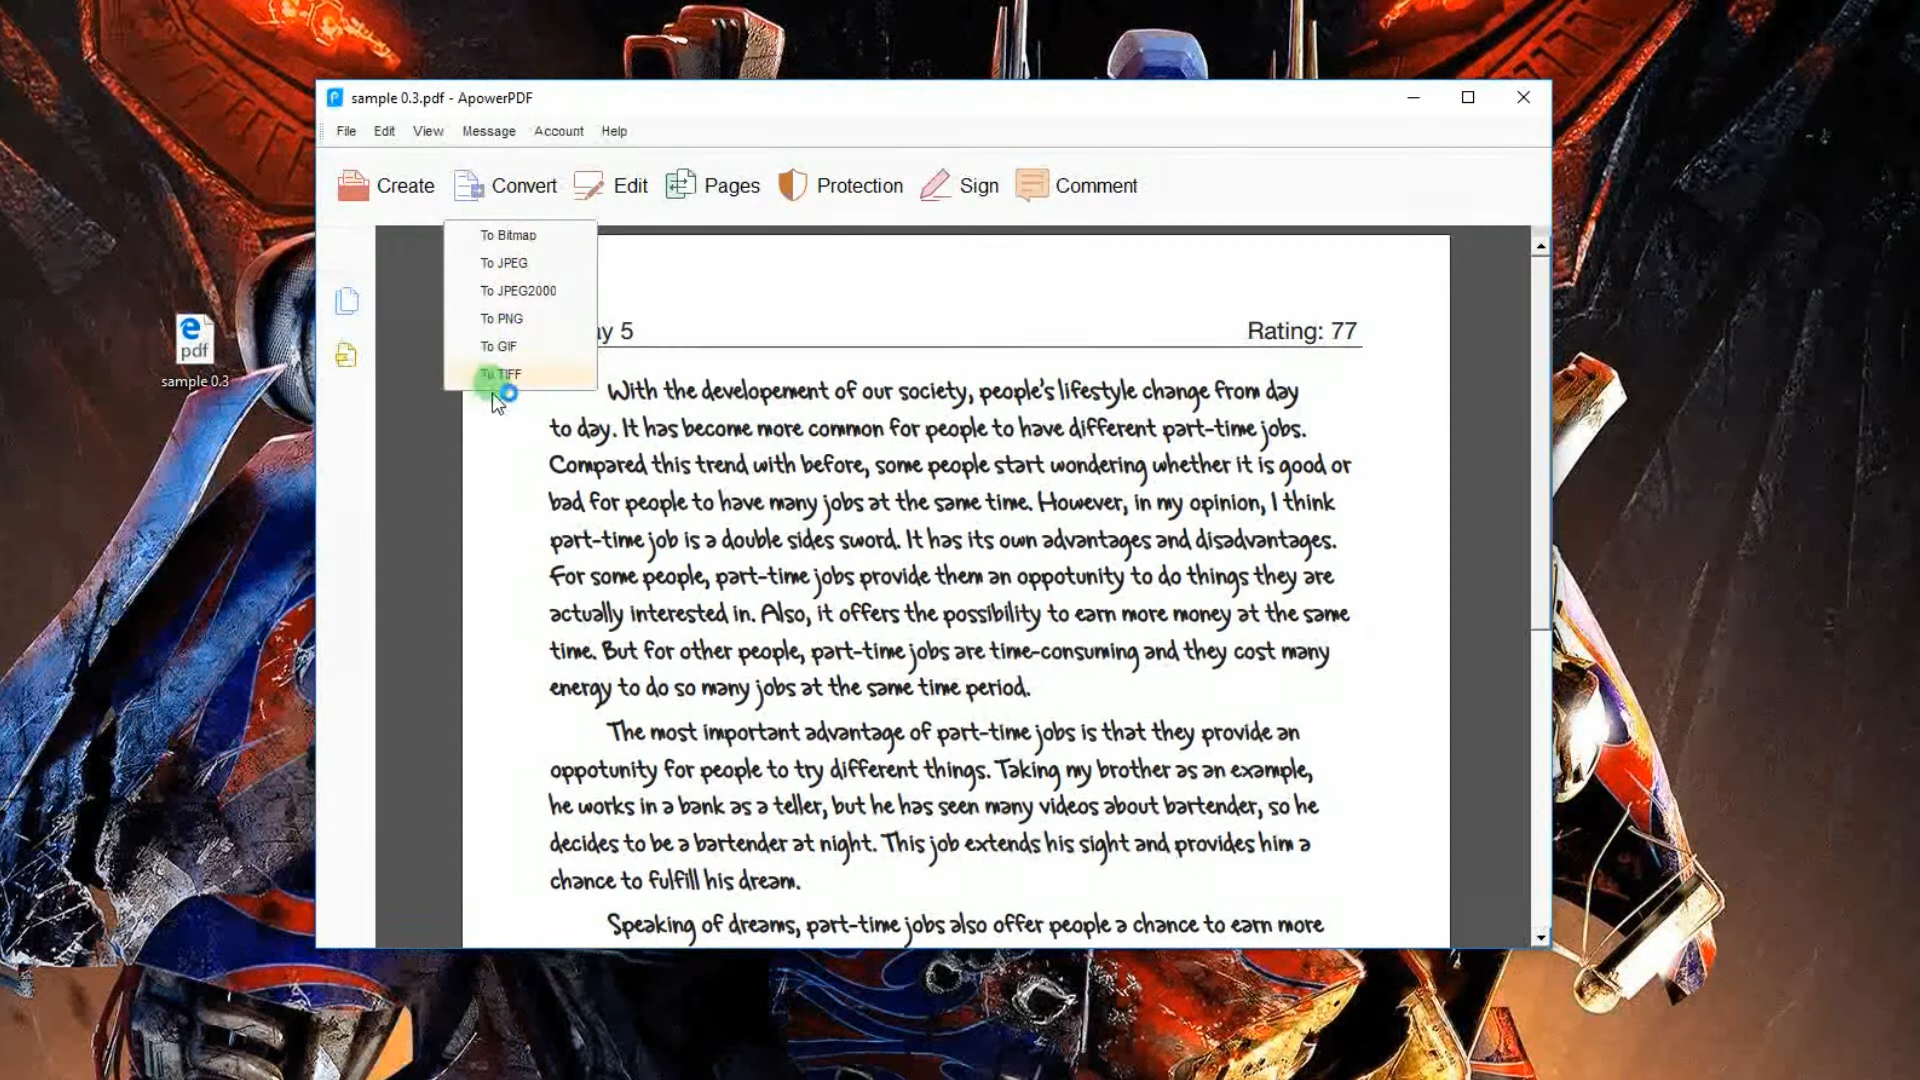 sample 0.3.pdf - ApowerPDF
File Edit View Message Account Help
Create Convert Edit Pages Protection Sign Comment
To Bitmap
To JPEG
To JPEG2000
To PNG
To GIF
To TIFF
pdf
sample 0.3
5 Rating: 77
With the developement of our society, people's lifestyle change from day
to day. It has become more common for people to have different part-time jobs.
Compared this trend with before, some people start wondering whether it is good or
bad for people to have many jobs at the same time. However, in my opinion, I think
part-time job is a double sides sword. It has its own advantages and disadvantages.
For some people, part-time jobs provide them an oppotunity to do things they are
actually interested in. Also, it offers the possibility to earn more money at the same
time. But for other people, part-time jobs are time-consuming and they cost many
energy to do so many jobs at the same time period.
The most important advantage of part-time jobs is that they provide an
oppotunity for people to try different things. Taking my brother as an example,
he works in a bank as a teller, but he has seen many videos about bartender, so he
decides to be a bartender at night. This job extends his sight and provides him a
chance to fulfill his dream.
Speaking of dreams, part-time jobs also offer people a chance to earn more